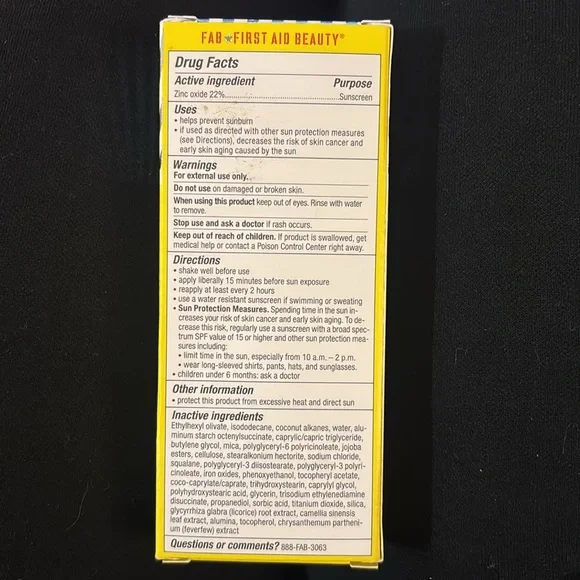 FAB★FIRST AID BEAUTY®
Drug Facts
Active ingredient Purpose
Zinc oxide 22%..........................................Sunscreen
Uses
• helps prevent sunburn
• if used as directed with other sun protection measures
(see Directions), decreases the risk of skin cancer and
early skin aging caused by the sun
Warnings
For external use only.
Do not use on damaged or broken skin.
When using this product keep out of eyes. Rinse with water
to remove.
Stop use and ask a doctor if rash occurs.
Keep out of reach of children. If product is swallowed, get
medical help or contact a Poison Control Center right away.
Directions
• shake well before use
• apply liberally 15 minutes before sun exposure
• reapply at least every 2 hours
• use a water resistant sunscreen if swimming or sweating
• Sun Protection Measures. Spending time in the sun in-
creases your risk of skin cancer and early skin aging. To de-
crease this risk, regularly use a sunscreen with a broad spec-
trum SPF value of 15 or higher and other sun protection mea-
sures including:
• limit time in the sun, especially from 10 a.m. – 2 p.m.
• wear long-sleeved shirts, pants, hats, and sunglasses.
• children under 6 months: ask a doctor
Other information
• protect this product from excessive heat and direct sun
Inactive ingredients
Ethylhexyl olivate, isododecane, coconut alkanes, water, alu-
minum starch octenylsuccinate, caprylic/capric triglyceride,
butylene glycol, mica, polyglyceryl-6 polyricinoleate, jojoba
esters, cellulose, stearalkonium hectorite, sodium chloride,
squalane, polyglyceryl-3 diisostearate, polyglyceryl-3 polyri-
cinoleate, iron oxides, phenoxyethanol, tocopheryl acetate,
coco-caprylate/caprate, trihydroxystearin, caprylyl glycol,
polyhydroxystearic acid, glycerin, trisodium ethylenediamine
disuccinate, propanediol, sorbic acid, titanium dioxide, silica,
glycyrrhiza glabra (licorice) root extract, camellia sinensis
leaf extract, alumina, tocopherol, chrysanthemum partheni-
um (feverfew) extract
Questions or comments? 888-FAB-3063